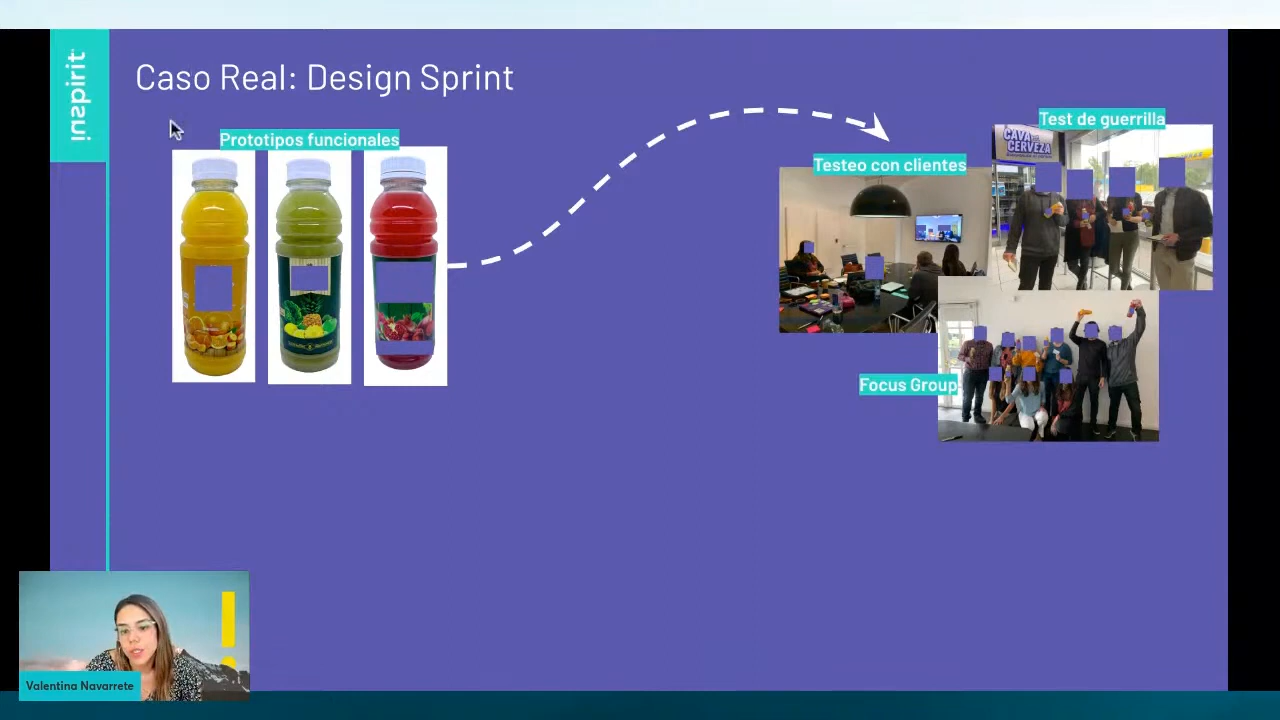 inspirit
Caso Real: Design Sprint
Prototipos funcionales
Testeo con clientes
Test de guerrilla
CAVA
CERVEZA
Focus Group
Valentina Navarrete